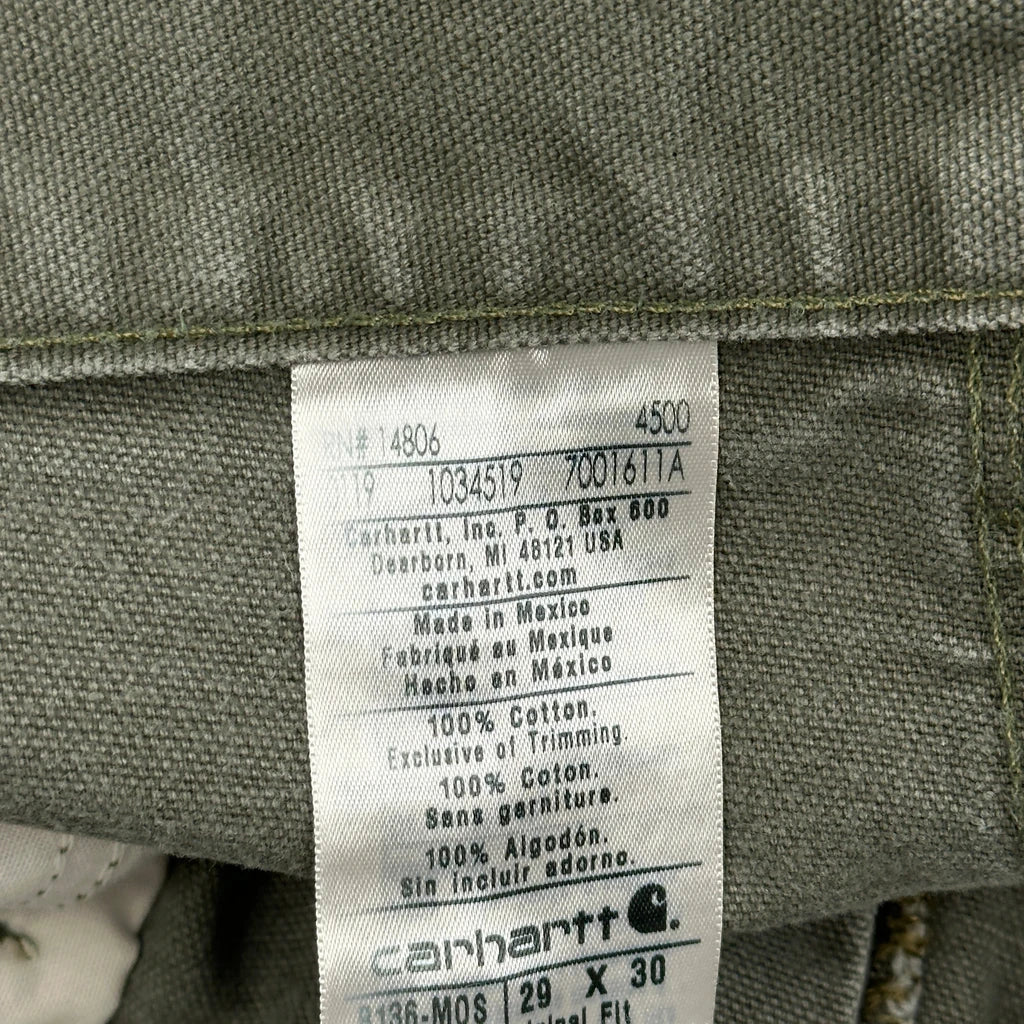 RN# 14806 4500
1034519 7001611A
Carhartt, Inc. P. O. Box 600
Dearborn, MI 48121 USA
carhartt.com
Made in Mexico
Fabriqué au Mexique
Hecho en México
100% Cotton.
Exclusive of Trimming.
100% Coton.
Sans garniture.
100% Algodón.
Sin incluir adorno.
carhartt
29 X 30
Fit